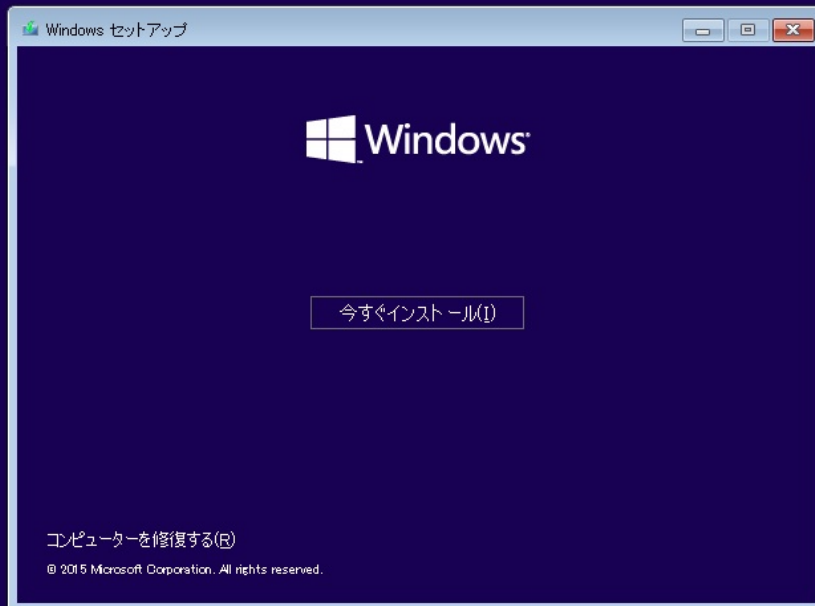 Windows セットアップ
Windows
今すぐインストール(I)
コンピューターを修復する(R)
© 2015 Microsoft Corporation. All rights reserved.